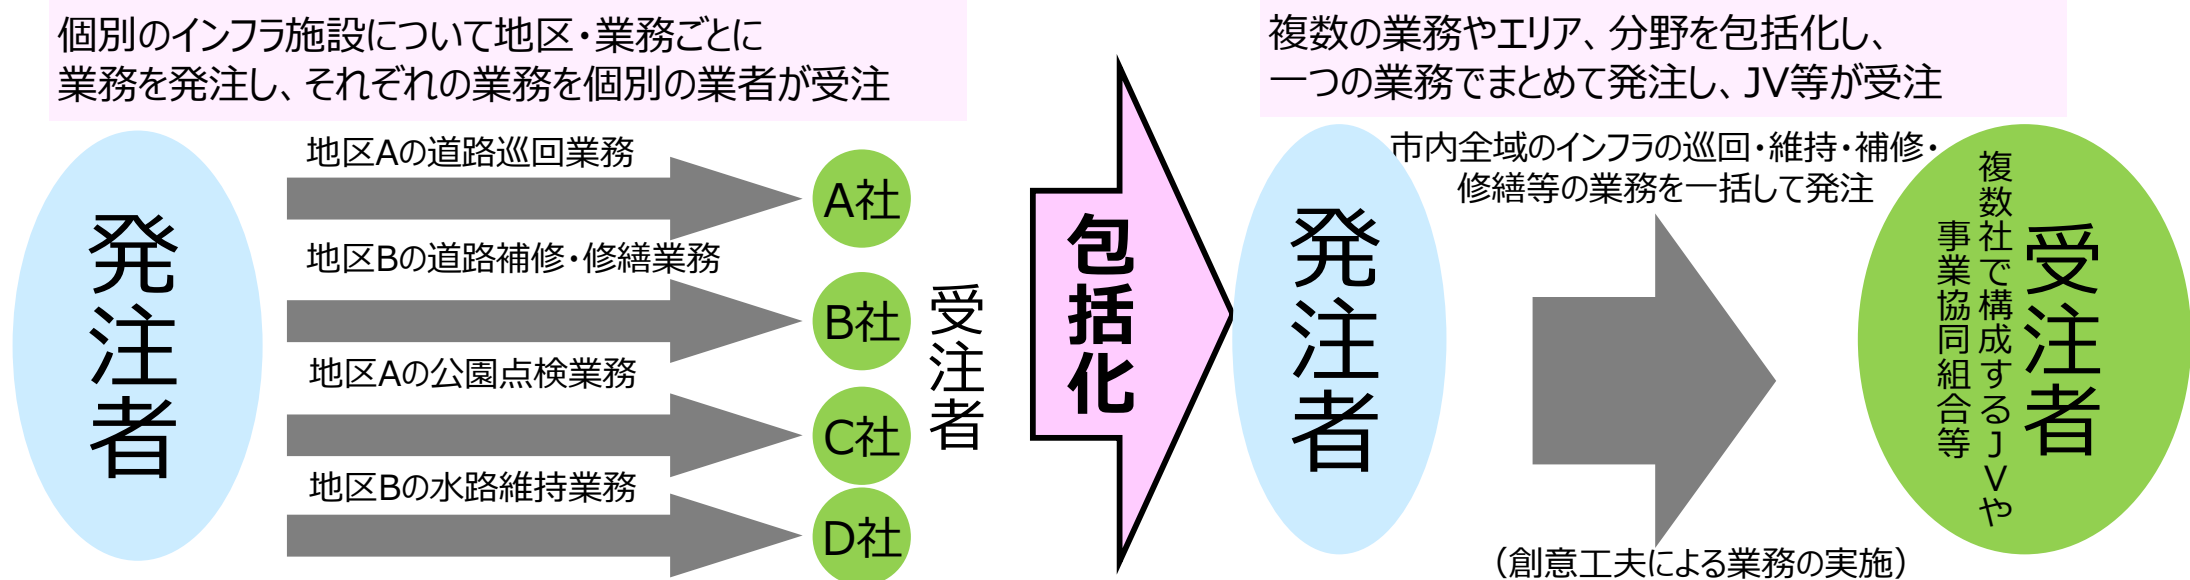 個別のインフラ施設について地区・業務ごとに
業務を発注し、それぞれの業務を個別の業者が受注
発注者
地区Aの道路巡回業務
A社
地区Bの道路補修・修繕業務
B社
地区Aの公園点検業務
C社
地区Bの水路維持業務
D社
受注者
包括化
複数の業務やエリア、分野を包括化し、
一つの業務でまとめて発注し、JV等が受注
発注者
市内全域のインフラの巡回・維持・補修・
修繕等の業務を一括して発注
（創意工夫による業務の実施）
受注者
複数社で構成するJVや
事業協同組合等